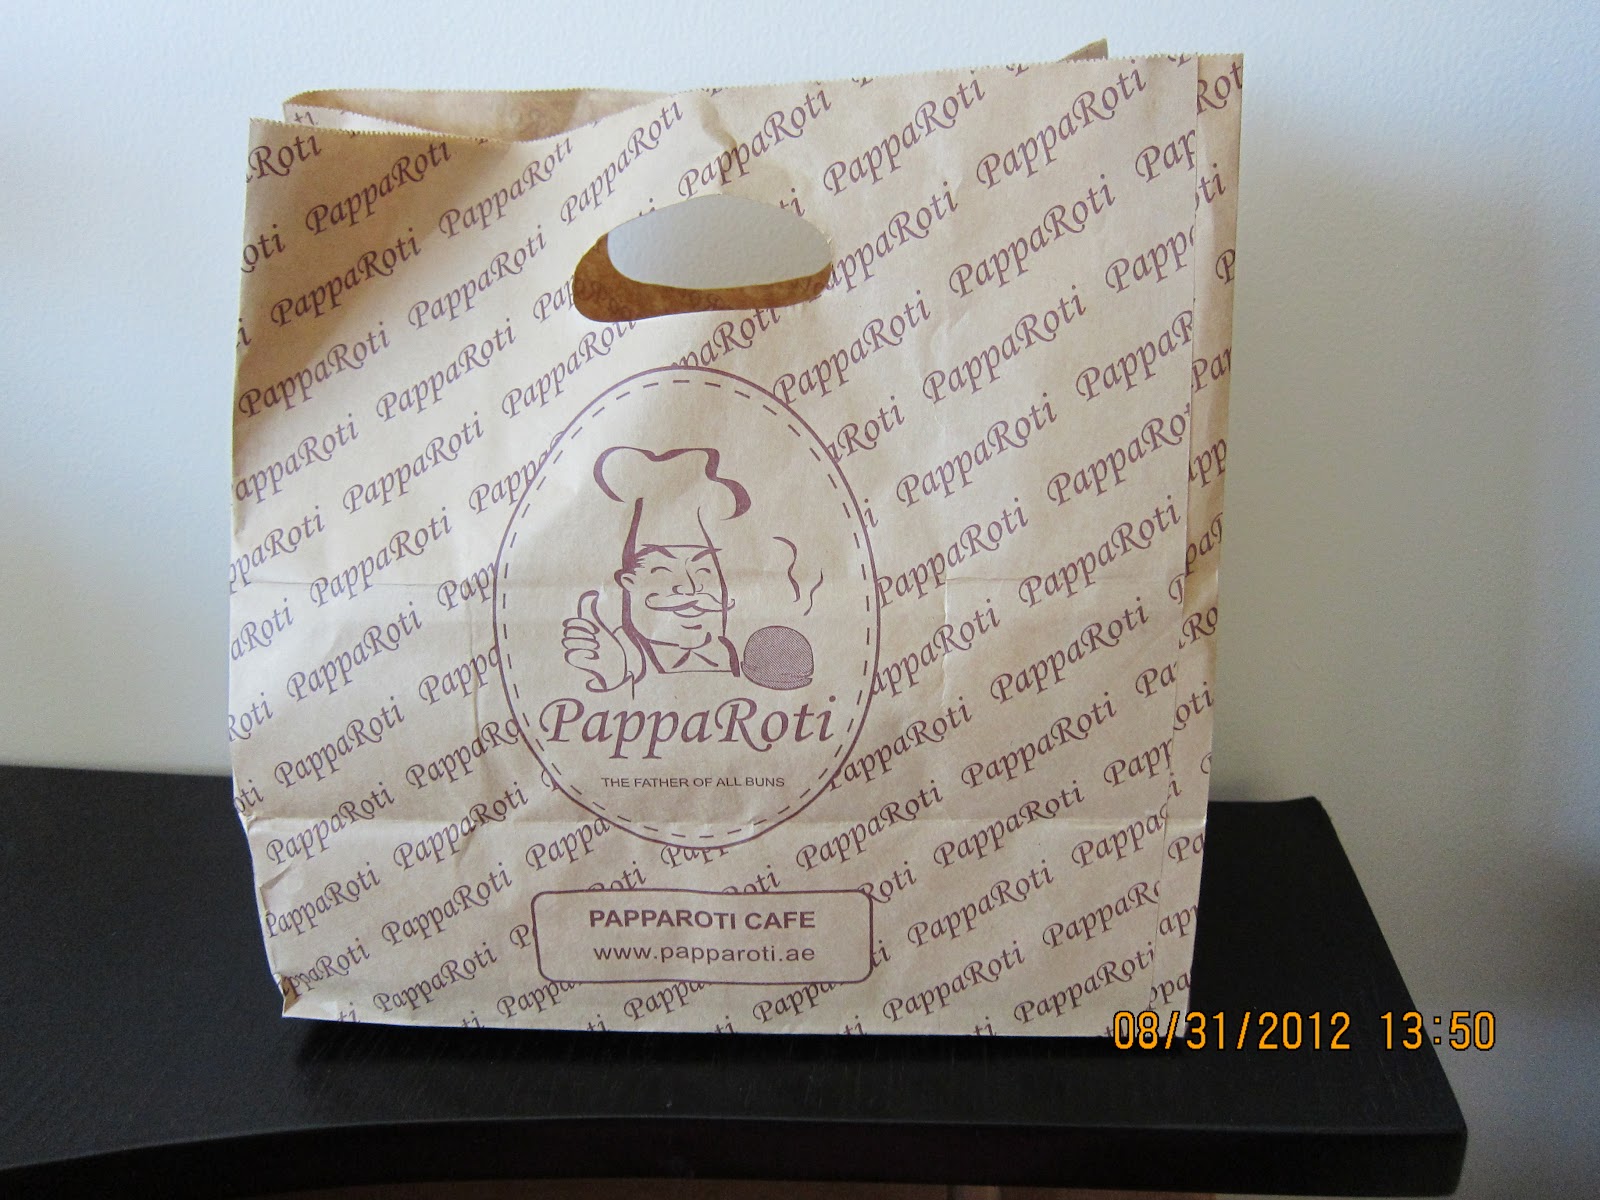 PappaRoti
THE FATHER OF ALL BUNS
PAPPAROTI CAFE
www.papparoti.ae
08/31/2012 13:50